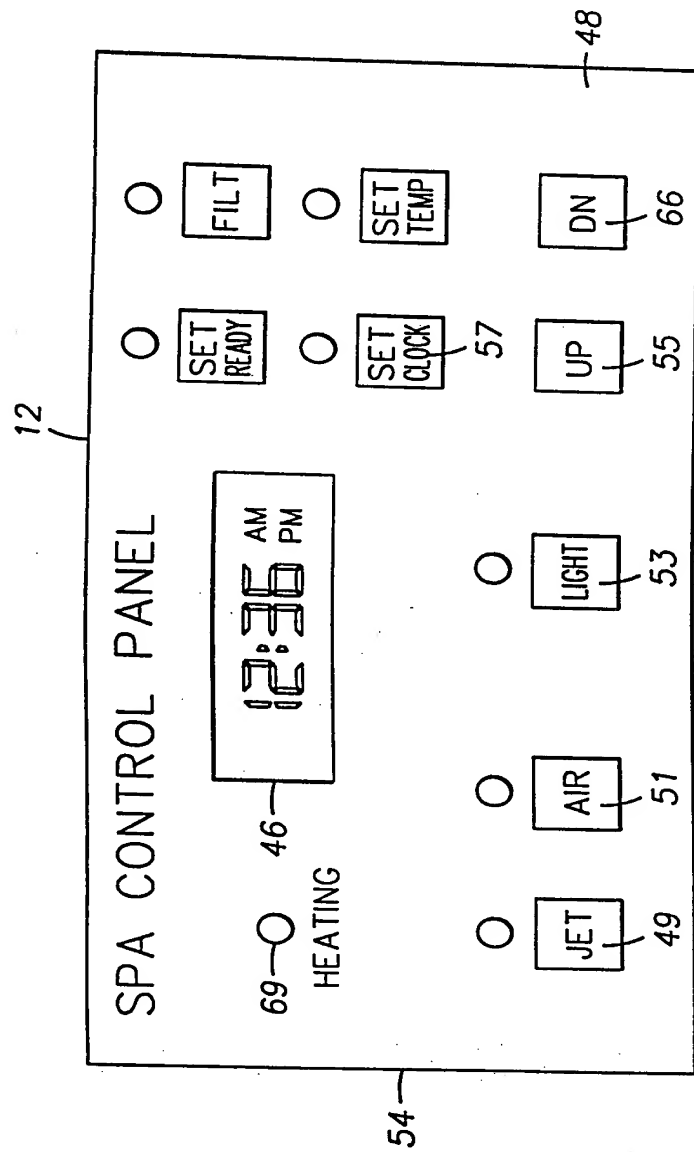 12
SPA CONTROL PANEL
69
HEATING
46
12:36
AM
PM
SET
READY
FILT
SET
CLOCK
57
SET
TEMP
JET
AIR
LIGHT
UP
DN
49
51
53
55
66
54
48